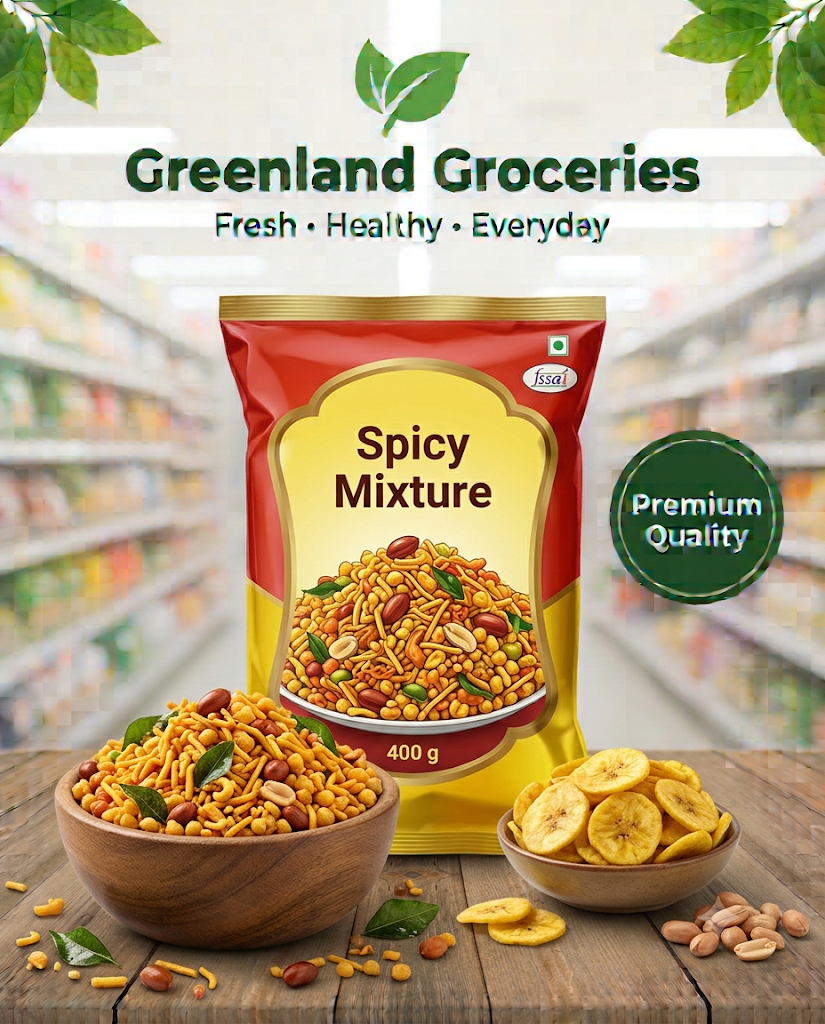 Greenland Groceries
Fresh • Healthy • Everyday
fssai
Spicy
Mixture
Premium
Quality
400 g